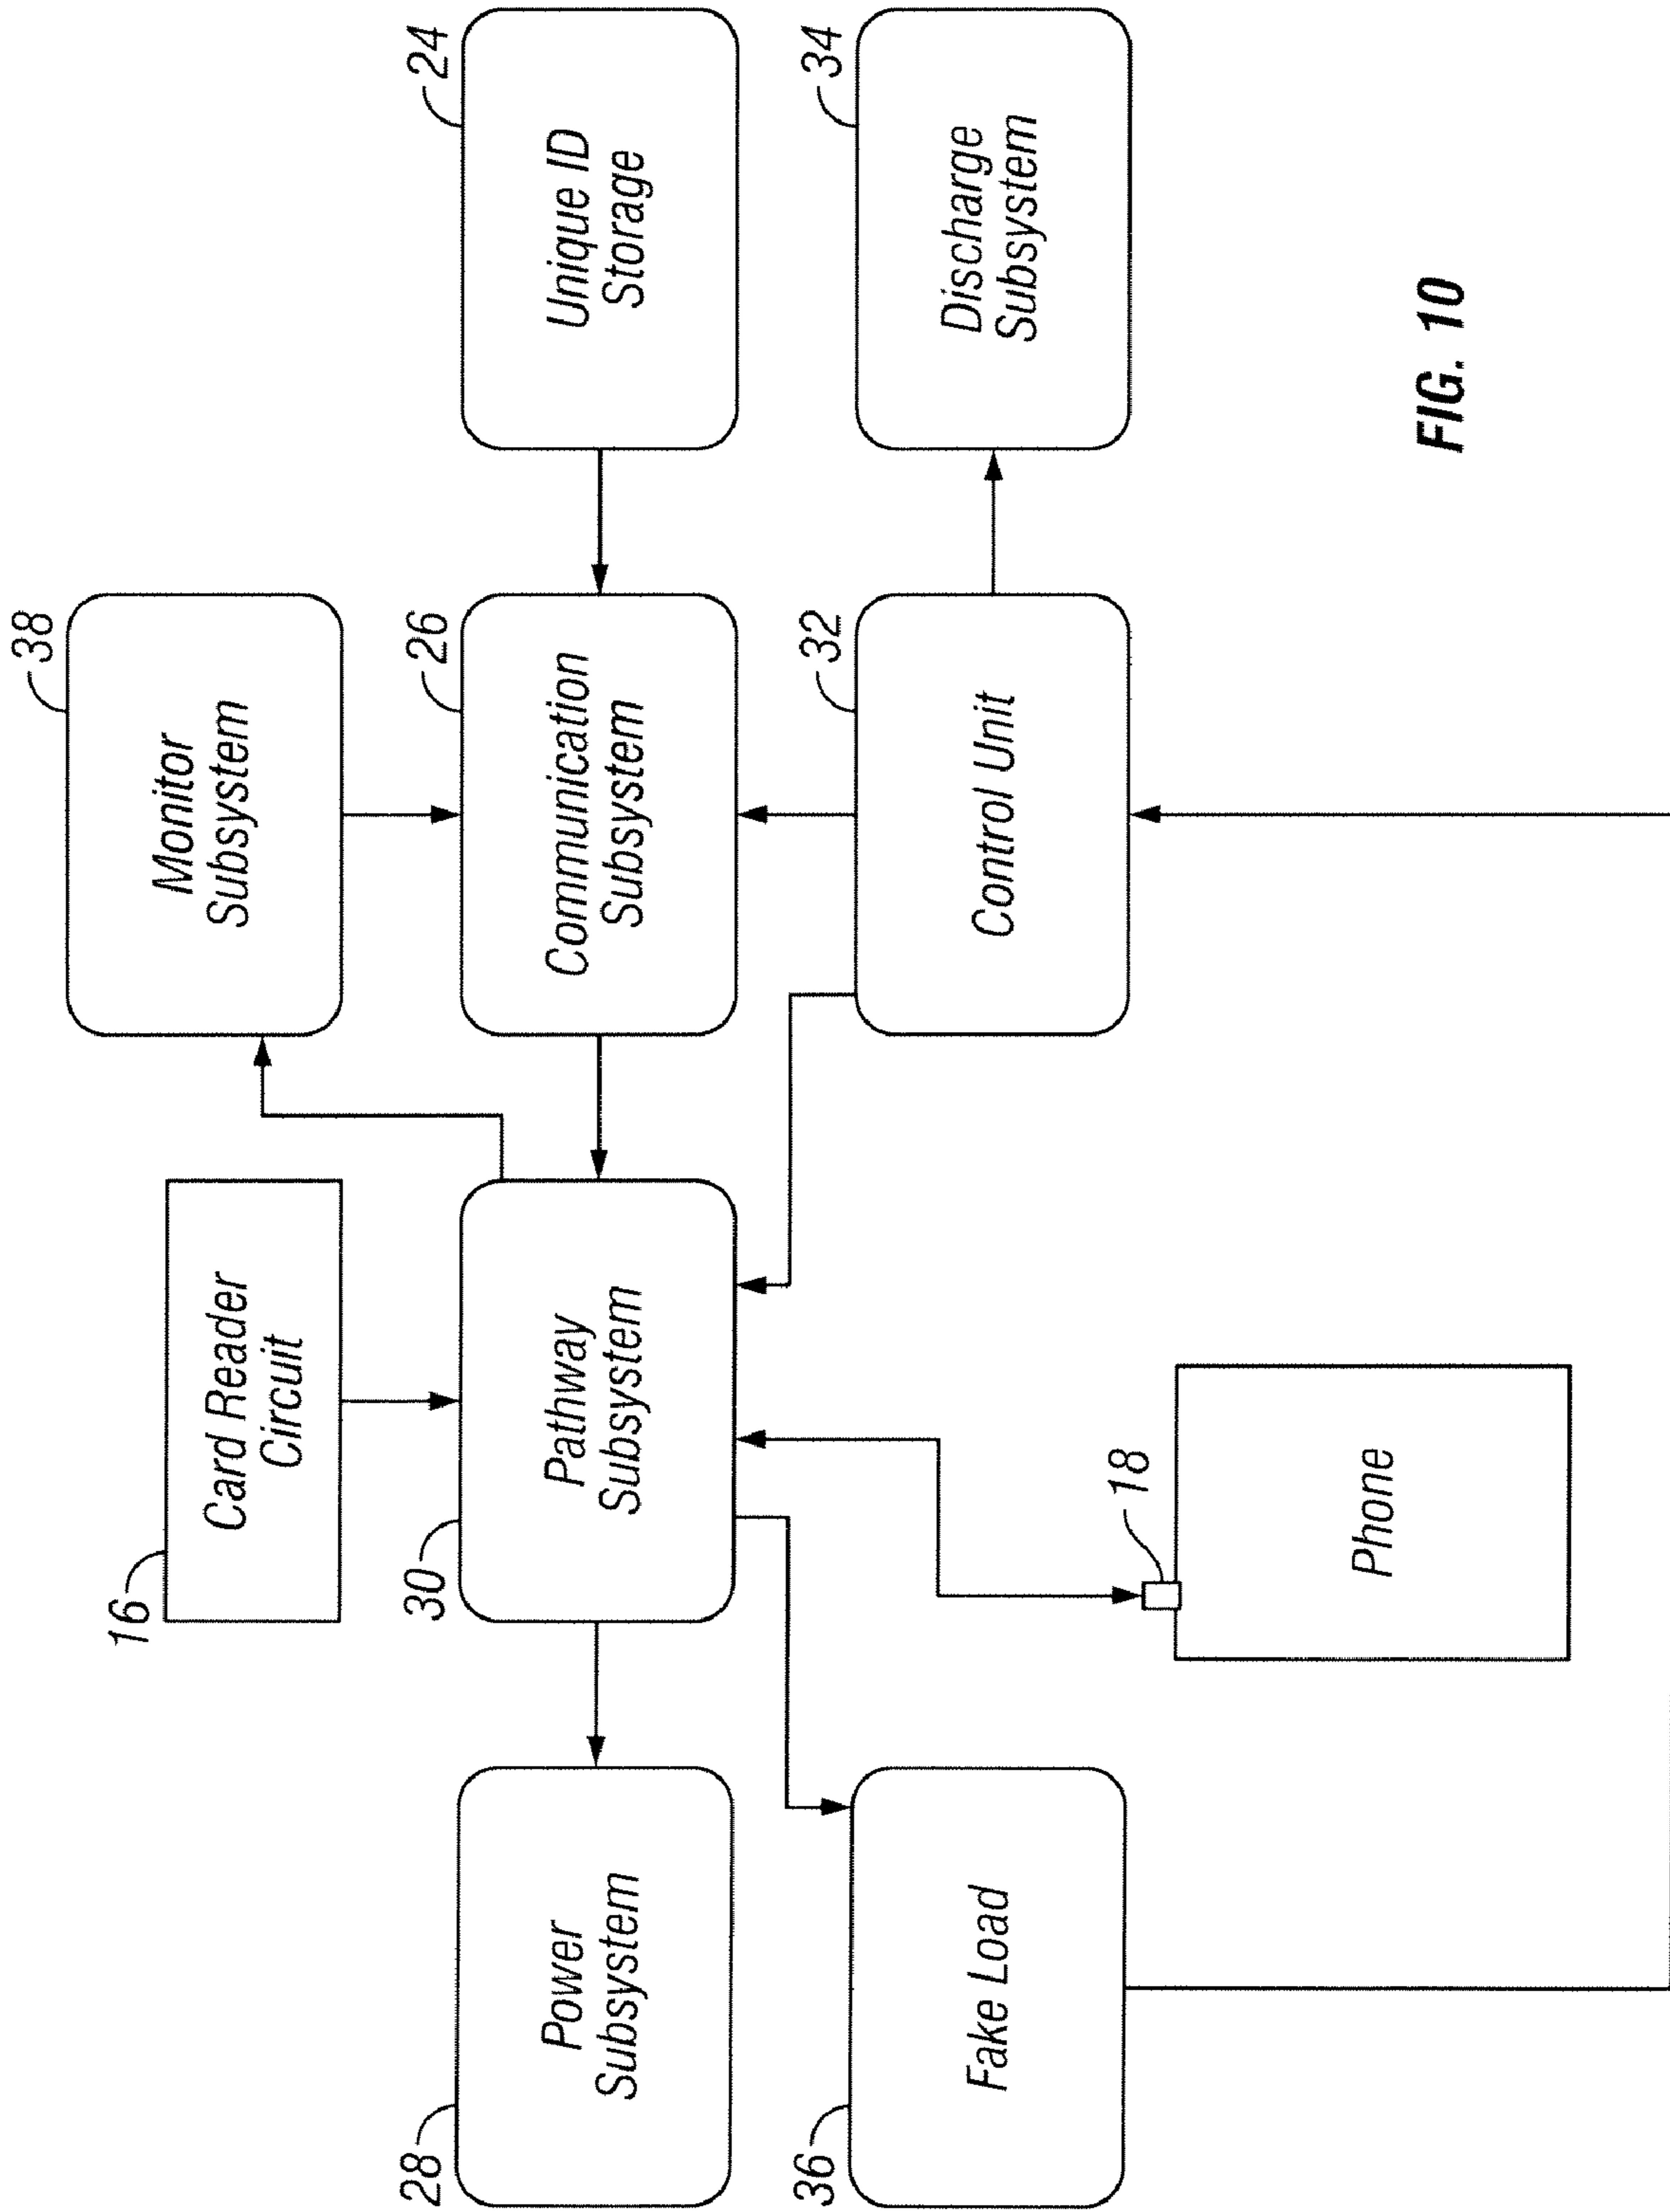 16
Card Reader
Circuit
38
Monitor
Subsystem
28
Power
Subsystem
30
Pathway
Subsystem
26
Communication
Subsystem
24
Unique ID
Storage
36
Fake Load
32
Control Unit
34
Discharge
Subsystem
18
Phone
FIG. 10